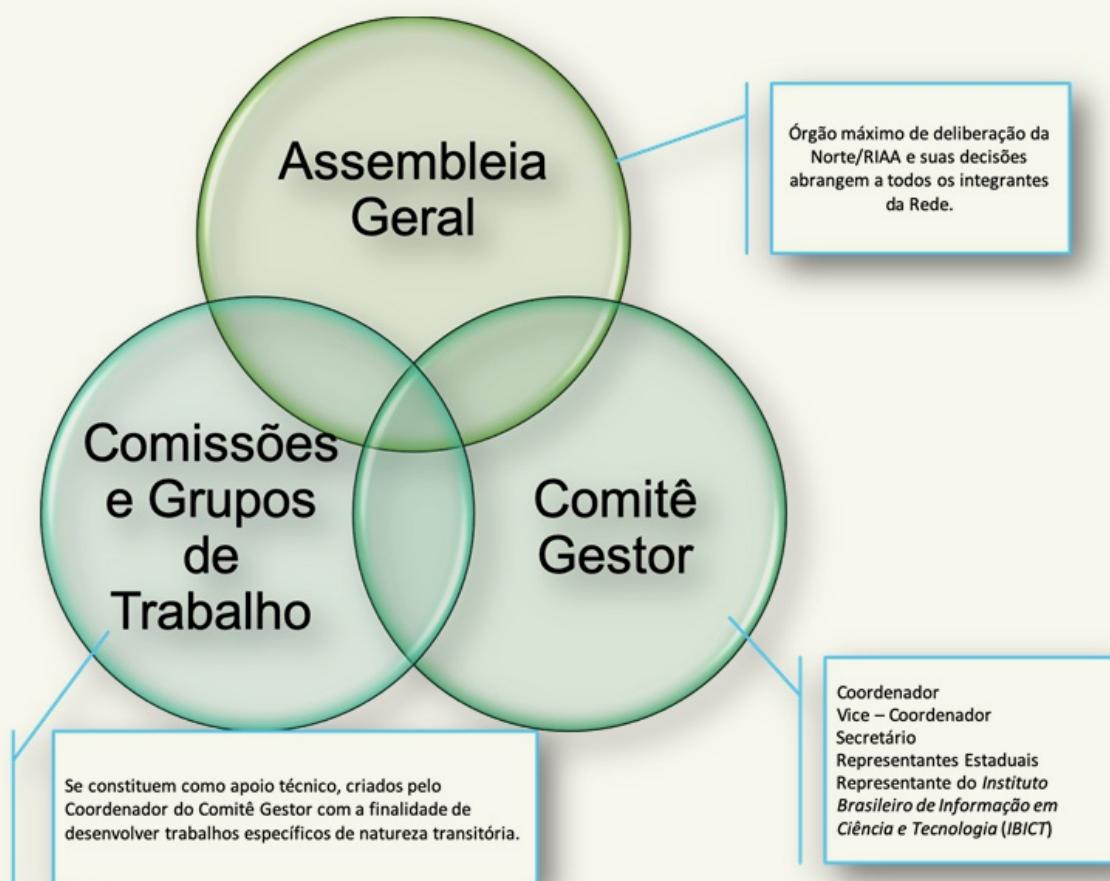 Assembleia
Geral
Órgão máximo de deliberação da
Norte/RIAA e suas decisões
abrangem a todos os integrantes
da Rede.
Comissões
e Grupos
de
Trabalho
Comitê
Gestor
Coordenador
Vice – Coordenador
Secretário
Representantes Estaduais
Representante do Instituto
Brasileiro de Informação em
Ciência e Tecnologia (IBICT)
Se constituem como apoio técnico, criados pelo
Coordenador do Comitê Gestor com a finalidade de
desenvolver trabalhos específicos de natureza transitória.